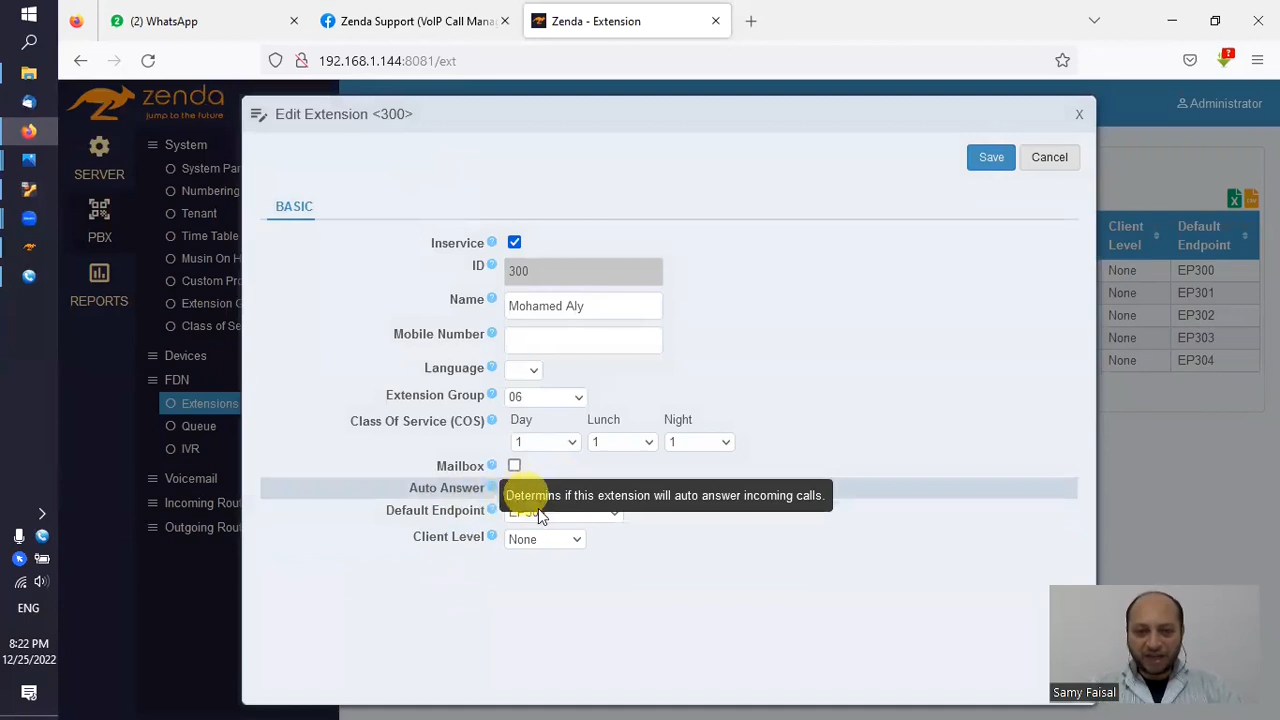 (2) WhatsApp
Zenda Support (VoIP Call Mana
Zenda - Extension
192.168.1.144:8081/ext
zenda
jump to the future
Administrator
SERVER
PBX
REPORTS
System
System Par
Numbering
Tenant
Time Table
Musin On H
Custom Pro
Extension G
Class of Se
Devices
FDN
Extensions
Queue
IVR
Voicemail
Incoming Rout
Outgoing Rout
Edit Extension <300>
X
Save
Cancel
BASIC
Inservice
ID
300
Name
Mohamed Aly
Mobile Number
Language
Extension Group
06
Class Of Service (COS)
Day Lunch Night
1 1 1
Mailbox
Auto Answer
Determins if this extension will auto answer incoming calls.
Default Endpoint
Client Level
None
Client Level
Default Endpoint
None EP300
None EP301
None EP302
None EP303
None EP304
ENG
8:22 PM
12/25/2022
Samy Faisal